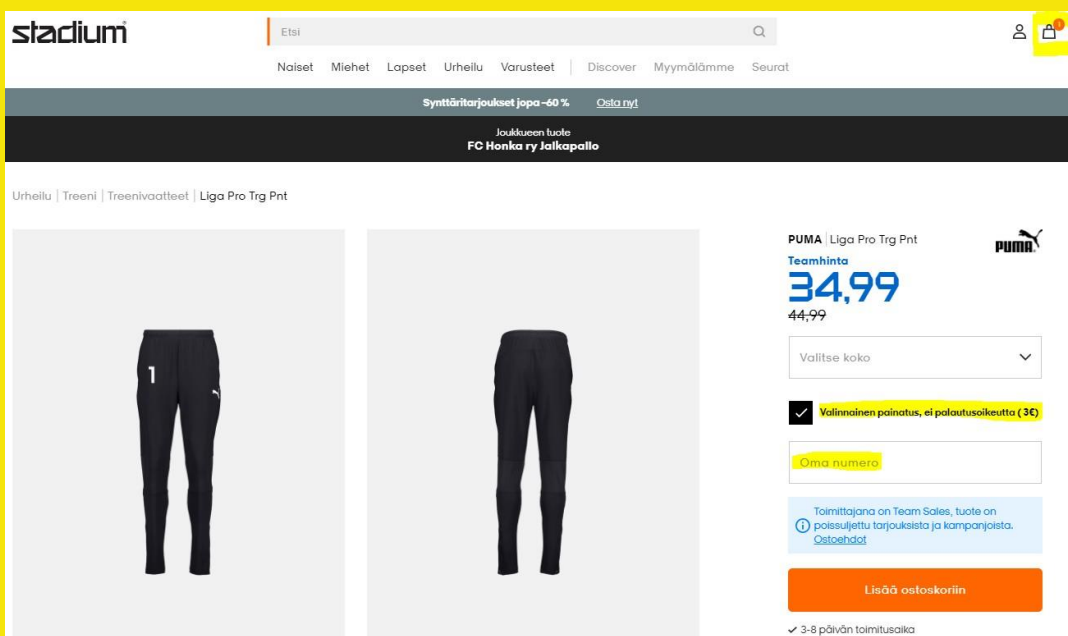 stadium
Etsi
1
Naiset Miehet Lapset Urheilu Varusteet | Discover Myymälämme Seurat
Synttäritarjoukset jopa –60 % Osta nyt
Joukkueen tuote
FC Honka ry Jalkapallo
Urheilu | Treeni | Treenivaatteet | Liga Pro Trg Pnt
PUMA | Liga Pro Trg Pnt
PUMA
Teamhinta
34,99
44,99
1
Valitse koko
Valinnainen painatus, ei palautusoikeutta ( 3€)
Oma numero
Toimittajana on Team Sales, tuote on
poissuljettu tarjouksista ja kampanjoista.
Ostoehdot
Lisää ostoskoriin
3-8 päivän toimitusaika